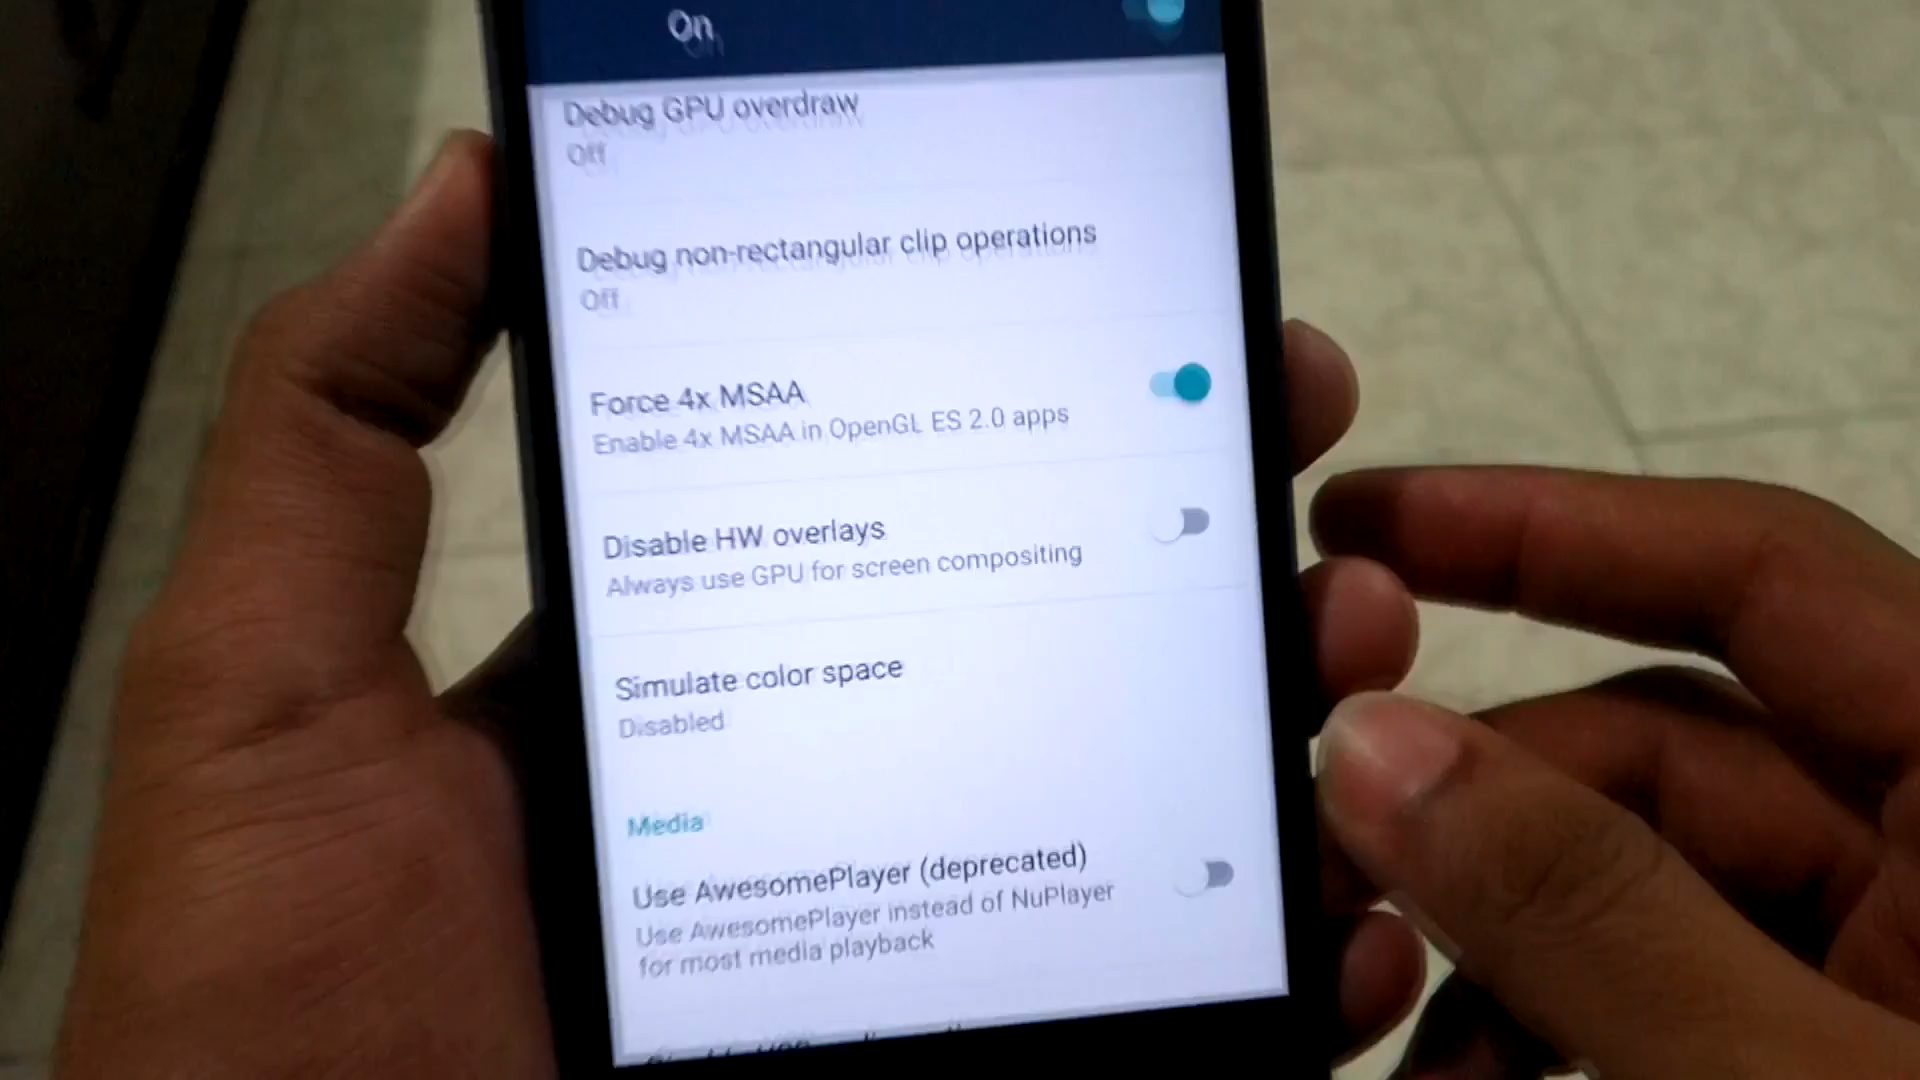 On
Debug GPU overdraw
Off
Debug non-rectangular clip operations
Off
Force 4x MSAA
Enable 4x MSAA in OpenGL ES 2.0 apps
Disable HW overlays
Always use GPU for screen compositing
Simulate color space
Disabled
Media
Use AwesomePlayer (deprecated)
Use AwesomePlayer instead of NuPlayer
for most media playback